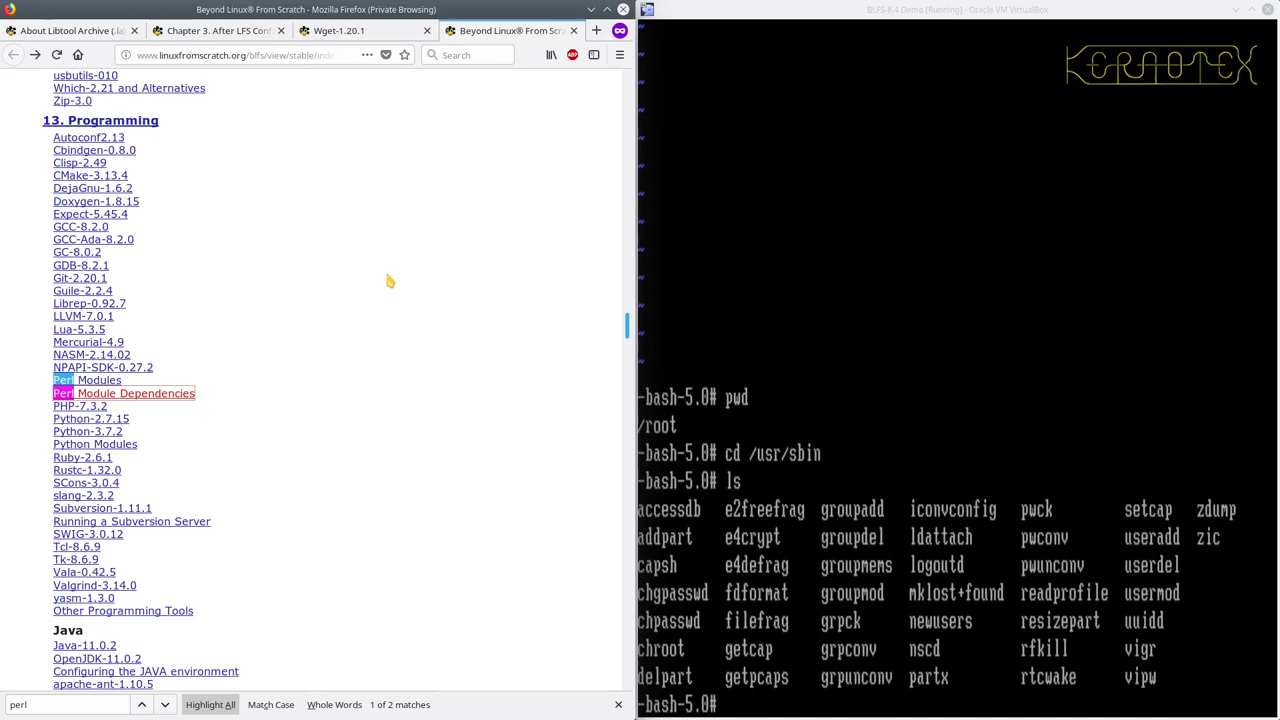 Beyond Linux® From Scratch - Mozilla Firefox (Private Browsing)
About Libtool Archive (.la
Chapter 3. After LFS Conf
Wget-1.20.1
Beyond Linux® From Scr
www.linuxfromscratch.org/blfs/view/stable/inde
Search
usbutils-010
Which-2.21 and Alternatives
Zip-3.0
13. Programming
Autoconf2.13
Cbindgen-0.8.0
Clisp-2.49
CMake-3.13.4
DejaGnu-1.6.2
Doxygen-1.8.15
Expect-5.45.4
GCC-8.2.0
GCC-Ada-8.2.0
GC-8.0.2
GDB-8.2.1
Git-2.20.1
Guile-2.2.4
Librep-0.92.7
LLVM-7.0.1
Lua-5.3.5
Mercurial-4.9
NASM-2.14.02
NPAPI-SDK-0.27.2
Perl Modules
Perl Module Dependencies
PHP-7.3.2
Python-2.7.15
Python-3.7.2
Python Modules
Ruby-2.6.1
Rustc-1.32.0
SCons-3.0.4
slang-2.3.2
Subversion-1.11.1
Running a Subversion Server
SWIG-3.0.12
Tcl-8.6.9
Tk-8.6.9
Vala-0.42.5
Valgrind-3.14.0
yasm-1.3.0
Other Programming Tools
Java
Java-11.0.2
OpenJDK-11.0.2
Configuring the JAVA environment
apache-ant-1.10.5
perl
Highlight All
Match Case
Whole Words
1 of 2 matches
BLFS-8.4 Demo [Running] - Oracle VM VirtualBox
~
~
~
~
~
~
~
~
~
~
~
~
~
-bash-5.0# pwd
/root
-bash-5.0# cd /usr/sbin
-bash-5.0# ls
accessdb e2freefrag groupadd iconvconfig pwck setcap zdump
addpart e4crypt groupdel ldattach pwconv useradd zic
capsh e4defrag groupmems logoutd pwunconv userdel
chgpasswd fdformat groupmod mklost+found readprofile usermod
chpasswd filefrag grpck newusers resizepart uuidd
chroot getcap grpconv nscd rfkill vigr
delpart getpcaps grpunconv partx rtcwake vipw
-bash-5.0#